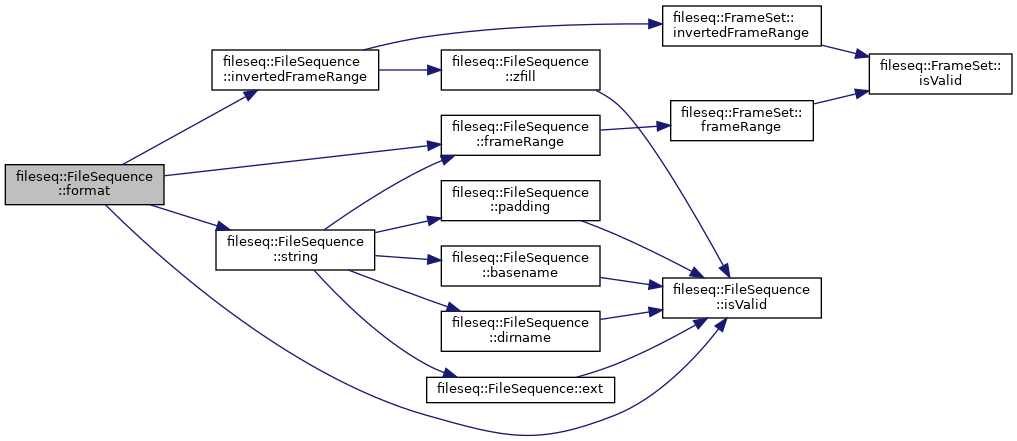 fileseq::FileSequence
::format
fileseq::FileSequence
::invertedFrameRange
fileseq::FileSequence
::string
fileseq::FileSequence
::zfill
fileseq::FileSequence
::frameRange
fileseq::FileSequence
::padding
fileseq::FileSequence
::basename
fileseq::FileSequence
::dirname
fileseq::FileSequence::ext
fileseq::FrameSet::
invertedFrameRange
fileseq::FrameSet::
frameRange
fileseq::FileSequence
::isValid
fileseq::FrameSet::
isValid